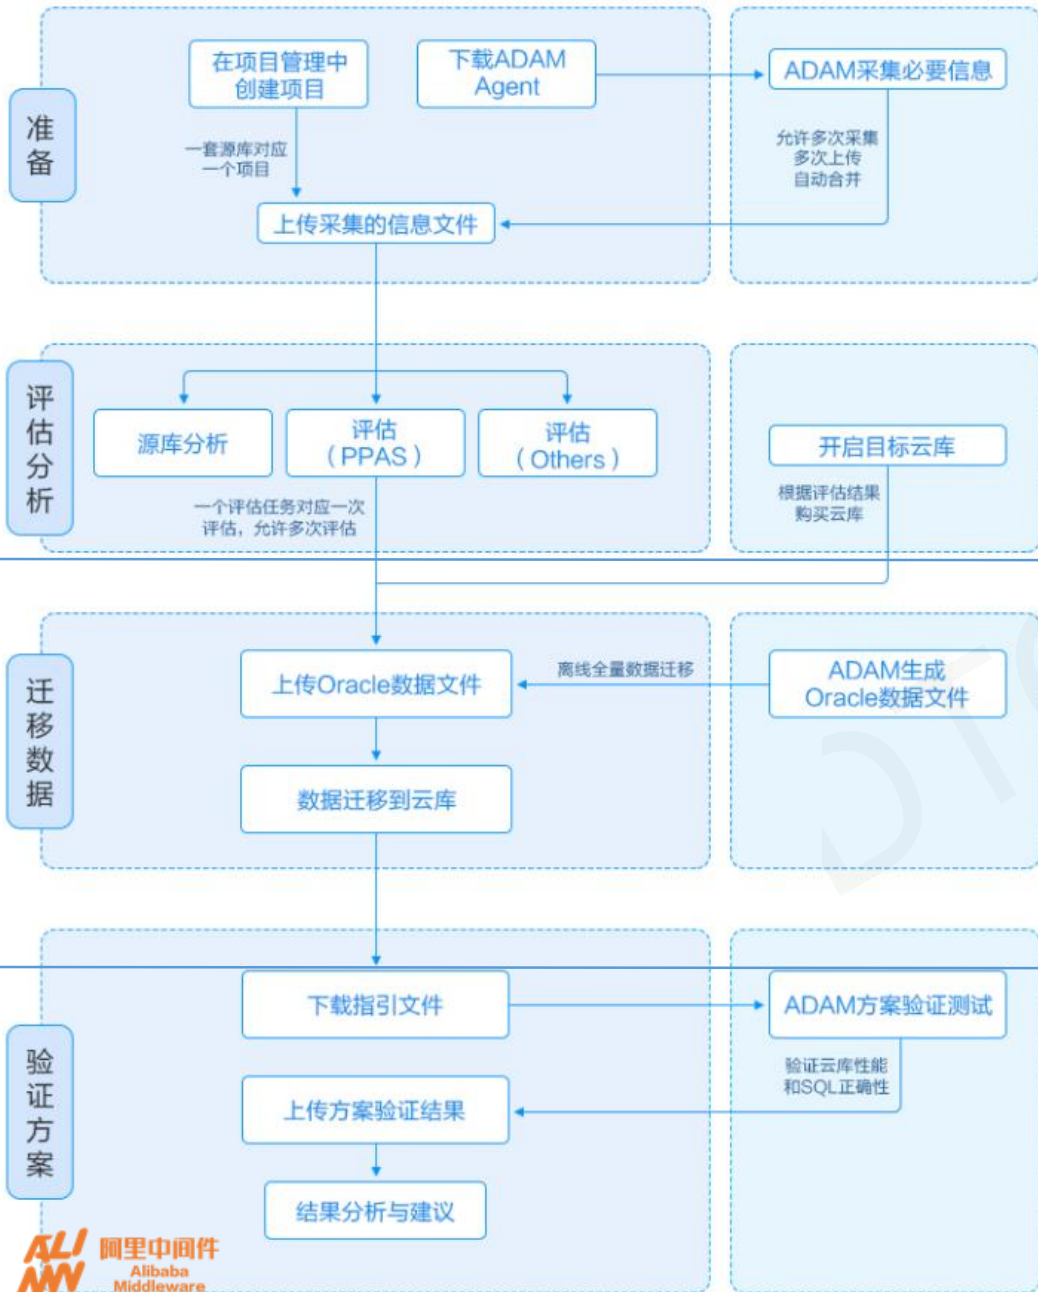 准
备
在项目管理中
创建项目
下载ADAM
Agent
ADAM采集必要信息
一套源库对应
一个项目
允许多次采集
多次上传
自动合并
上传采集的信息文件
评
估
分
析
源库分析
评估
（PPAS）
评估
（Others）
开启目标云库
一个评估任务对应一次
评估，允许多次评估
根据评估结果
购买云库
迁
移
数
据
上传Oracle数据文件
离线全量数据迁移
ADAM生成
Oracle数据文件
数据迁移到云库
验
证
方
案
下载指引文件
ADAM方案验证测试
验证云库性能
和SQL正确性
上传方案验证结果
结果分析与建议
ALI
MW
阿里中间件
Alibaba
Middleware